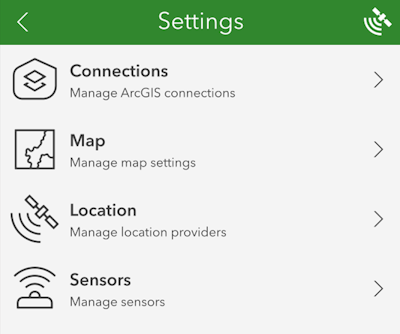 Settings
Connections
Manage ArcGIS connections
Map
Manage map settings
Location
Manage location providers
Sensors
Manage sensors